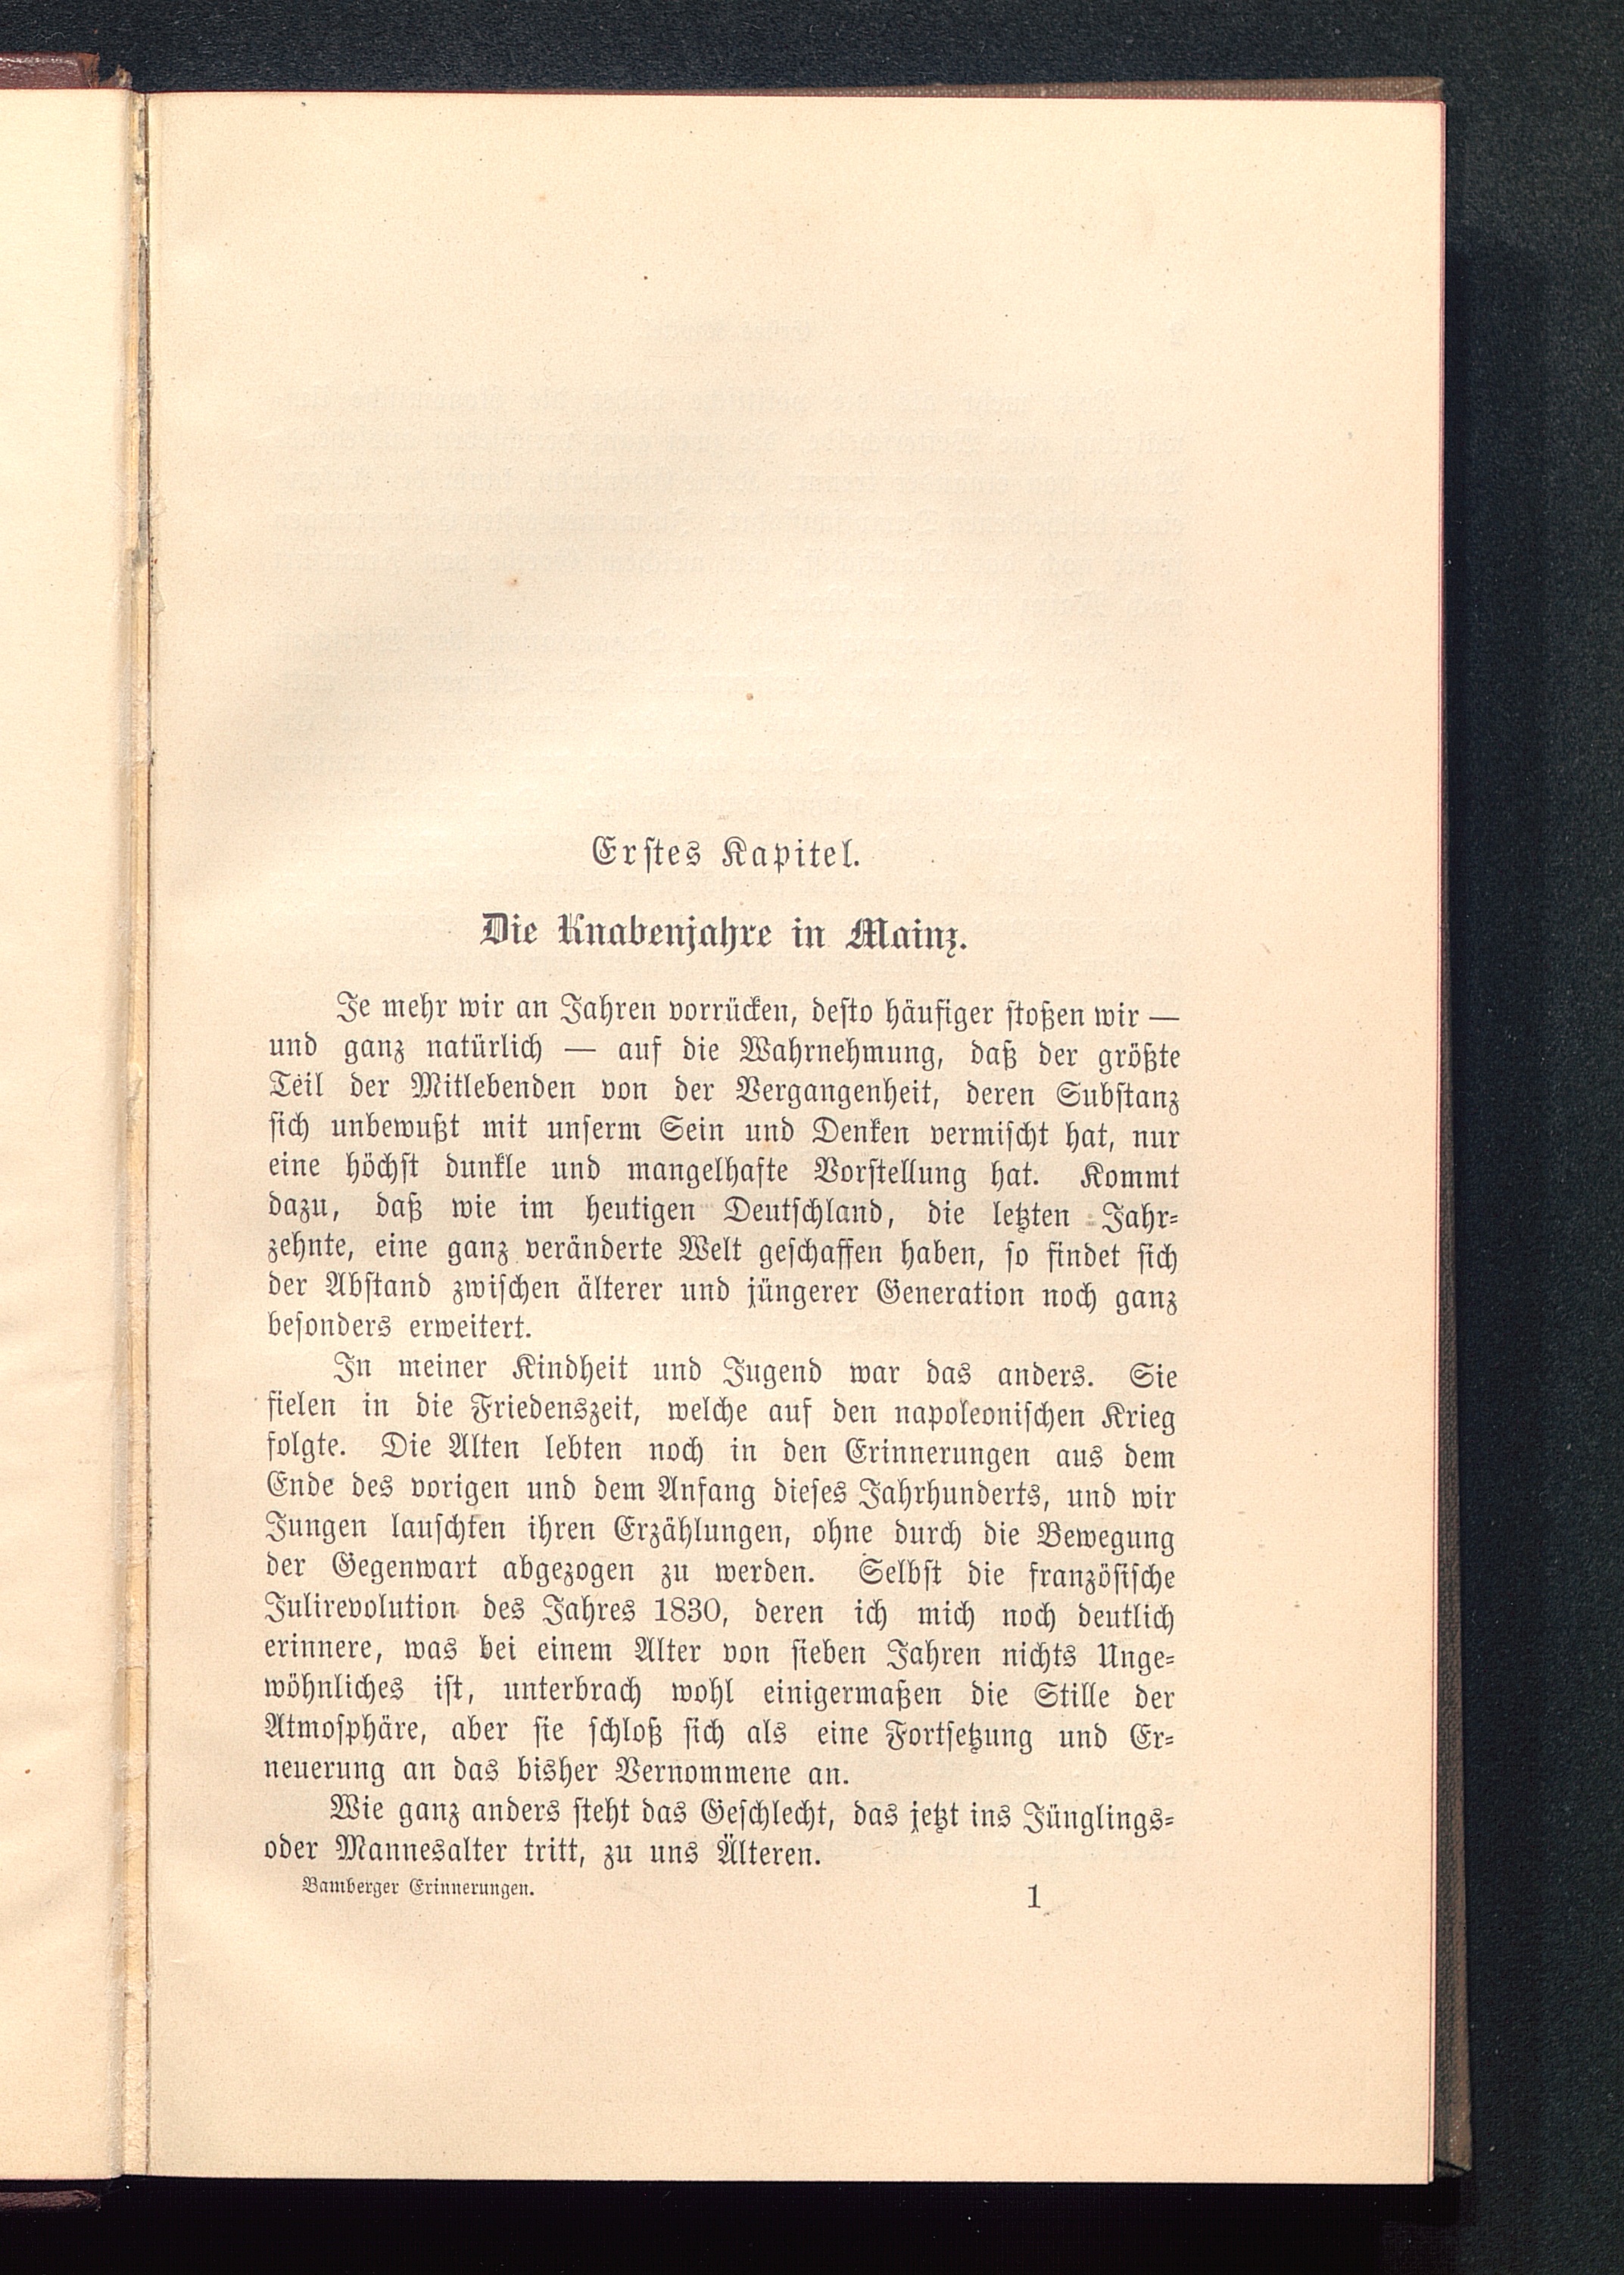 Erstes Kapitel.
Die Knabenjahre in Mainz.
Je mehr wir an Jahren vorrücken, desto häufiger stoßen wir —
und ganz natürlich — auf die Wahrnehmung, daß der größte
Teil der Mitlebenden von der Vergangenheit, deren Substanz
sich unbewußt mit unserm Sein und Denken vermischt hat, nur
eine höchst dunkle und mangelhafte Vorstellung hat. Kommt
dazu, daß wie im heutigen Deutschland, die letzten Jahr-
zehnte, eine ganz veränderte Welt geschaffen haben, so findet sich
der Abstand zwischen älterer und jüngerer Generation noch ganz
besonders erweitert.
In meiner Kindheit und Jugend war das anders. Sie
fielen in die Friedenszeit, welche auf den napoleonischen Krieg
folgte. Die Alten lebten noch in den Erinnerungen aus dem
Ende des vorigen und dem Anfang dieses Jahrhunderts, und wir
Jungen lauschten ihren Erzählungen, ohne durch die Bewegung
der Gegenwart abgezogen zu werden. Selbst die französische
Julirevolution des Jahres 1830, deren ich mich noch deutlich
erinnere, was bei einem Alter von sieben Jahren nichts Unge-
wöhnliches ist, unterbrach wohl einigermaßen die Stille der
Atmosphäre, aber sie schloß sich als eine Fortsetzung und Er-
neuerung an das bisher Vernommene an.
Wie ganz anders steht das Geschlecht, das jetzt ins Jünglings-
oder Mannesalter tritt, zu uns Älteren.
Bamberger Erinnerungen. 1